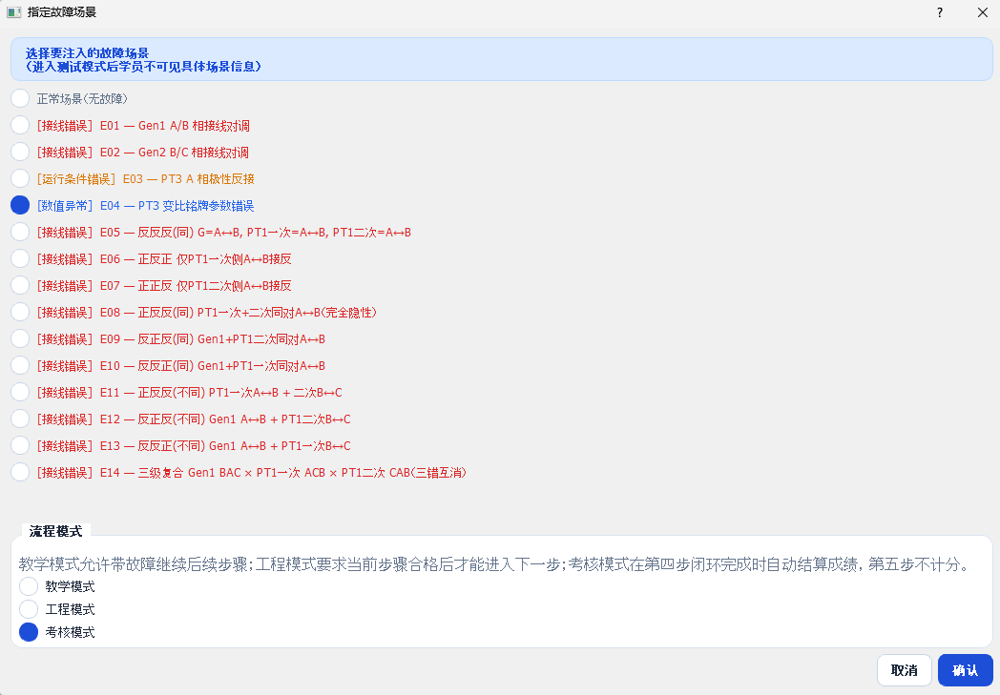 指定故障场景
?
选择要注入的故障场景
(进入测试模式后学员不可见具体场景信息)
正常场景(无故障)
[接线错误] E01 — Gen1 A/B 相接线对调
[接线错误] E02 — Gen2 B/C 相接线对调
[运行条件错误] E03 — PT3 A 相极性反接
[数值异常] E04 — PT3 变比铭牌参数错误
[接线错误] E05 — 反反反(同) G=A↔B, PT1一次=A↔B, PT1二次=A↔B
[接线错误] E06 — 正反正 仅PT1一次侧A↔B接反
[接线错误] E07 — 正正反 仅PT1二次侧A↔B接反
[接线错误] E08 — 正反反(同) PT1一次+二次同对A↔B(完全隐性)
[接线错误] E09 — 反正反(同) Gen1+PT1二次同对A↔B
[接线错误] E10 — 反反正(同) Gen1+PT1一次同对A↔B
[接线错误] E11 — 正反反(不同) PT1一次A↔B + 二次B↔C
[接线错误] E12 — 反正反(不同) Gen1 A↔B + PT1二次B↔C
[接线错误] E13 — 反反正(不同) Gen1 A↔B + PT1一次B↔C
[接线错误] E14 — 三级复合 Gen1 BAC × PT1一次 ACB × PT1二次 CAB(三错互消)
流程模式
教学模式允许带故障继续后续步骤;工程模式要求当前步骤合格后才能进入下一步;考核模式在第四步闭环完成时自动结算成绩, 第五步不计分。
教学模式
工程模式
考核模式
取消
确认